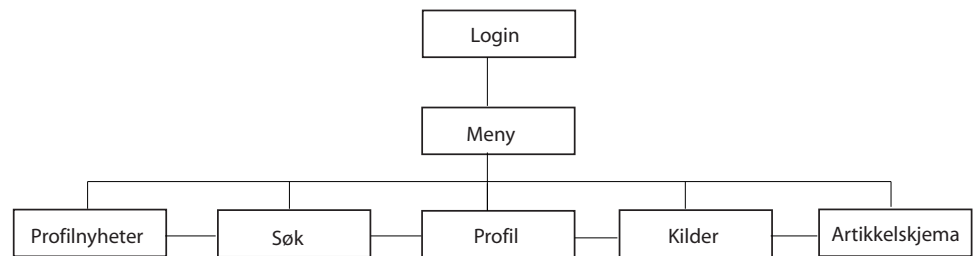 Login
Meny
Profilnyheter
Søk
Profil
Kilder
Artikkelskjema